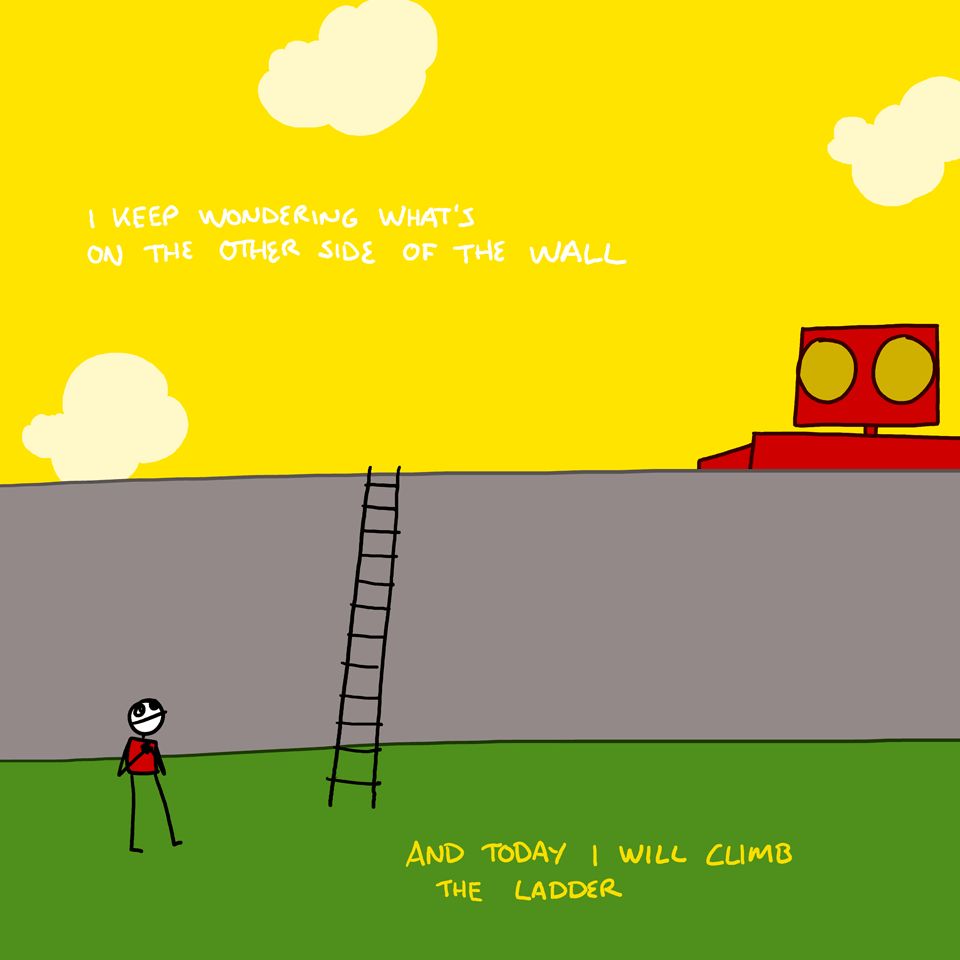 I KEEP WONDERING WHAT'S
ON THE OTHER SIDE OF THE WALL
AND TODAY I WILL CLIMB
THE LADDER